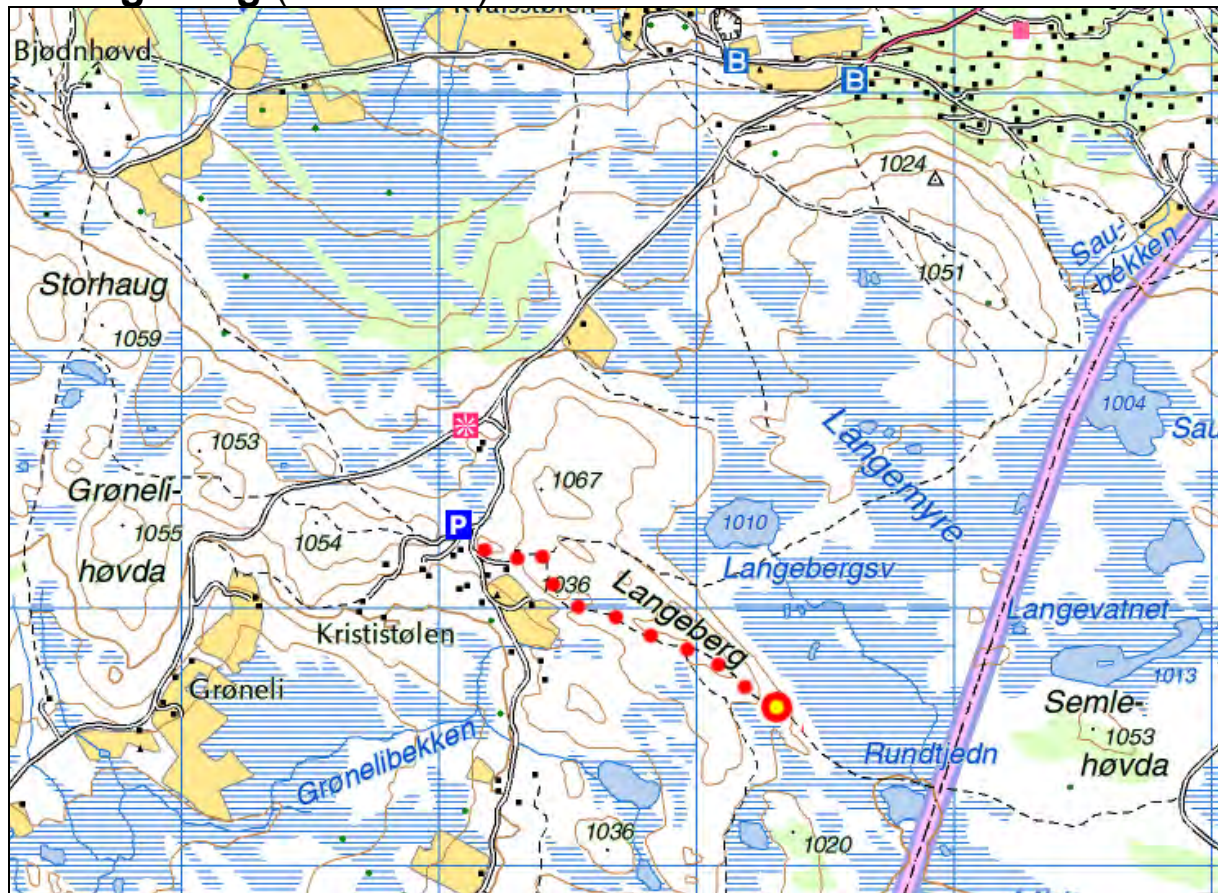 Bjødnhøvd
B
B
1024
Sau-
bekken
Storhaug
1051
1059
1004
1053
Langemyre
1067
Grøneli-
høvda
1055
1054
P
1010
1036
Langeberg
Langebergsv
Langevatnet
Krististølen
1013
Grøneli
Semle-
høvda
1053
Rundtjedn
Grønelibekken
1036
1020